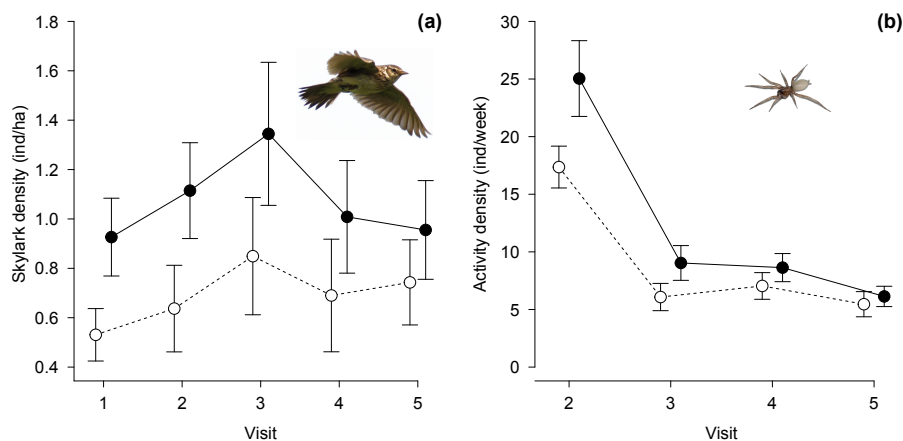 (a)
Skylark density (ind/ha)
1.8
1.6
1.4
1.2
1.0
0.8
0.6
0.4
1 2 3 4 5
Visit
(b)
Activity density (ind/week)
30
25
20
15
10
5
0
2 3 4 5
Visit